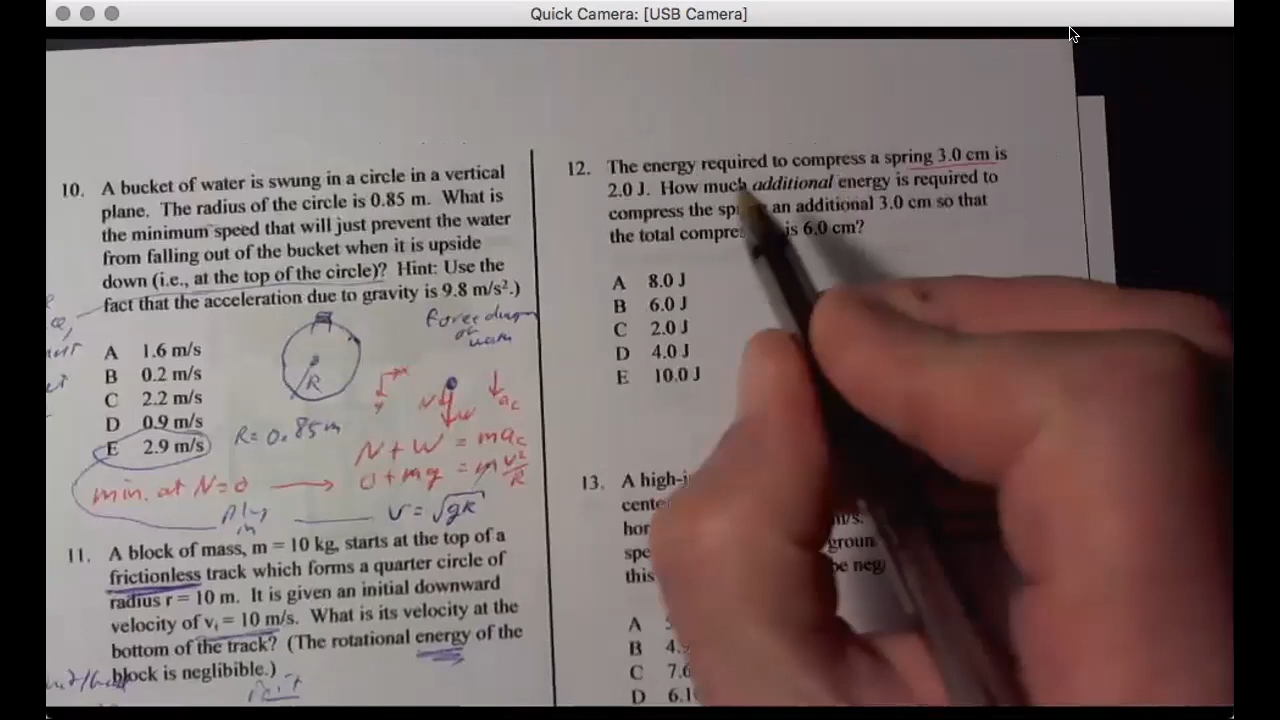 Quick Camera: [USB Camera]
10. A bucket of water is swung in a circle in a vertical
plane. The radius of the circle is 0.85 m. What is
the minimum speed that will just prevent the water
from falling out of the bucket when it is upside
down (i.e., at the top of the circle)? Hint: Use the
fact that the acceleration due to gravity is 9.8 m/s².)
A 1.6 m/s
B 0.2 m/s
C 2.2 m/s
D 0.9 m/s
E 2.9 m/s
R
R = 0.85m
N
W
ac
N + W = mac
min. at N=0
0 + mg = m v²/R
plug
in
v = √gR
11. A block of mass, m = 10 kg, starts at the top of a
frictionless track which forms a quarter circle of
radius r = 10 m. It is given an initial downward
velocity of vi = 10 m/s. What is its velocity at the
bottom of the track? (The rotational energy of the
block is neglibible.)
12. The energy required to compress a spring 3.0 cm is
2.0 J. How much additional energy is required to
compress the an additional 3.0 cm so that
the total is 6.0 cm?
A 8.0 J
B 6.0 J
C 2.0 J
D 4.0 J
E 10.0 J
13. A
this
A
B
C
D